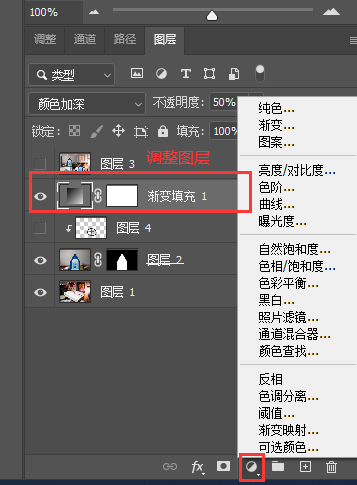 100%
调整 通道 路径 图层
类型
颜色加深 不透明度: 50%
锁定: 填充: 100%
图层 3
调整图层
渐变填充 1
图层 4
图层 2
图层 1
fx
纯色...
渐变...
图案...
亮度/对比度...
色阶...
曲线...
曝光度...
自然饱和度...
色相/饱和度...
色彩平衡...
黑白...
照片滤镜...
通道混合器...
颜色查找...
反相
色调分离...
阈值...
渐变映射...
可选颜色...